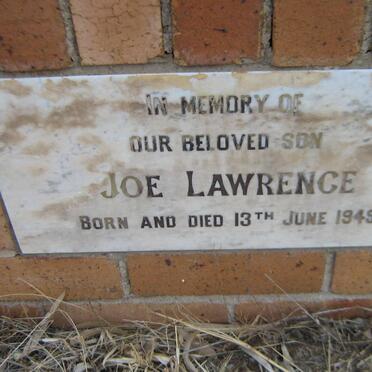 IN MEMORY OF
OUR BELOVED SON
JOE LAWRENCE
BORN AND DIED 13TH JUNE 1949